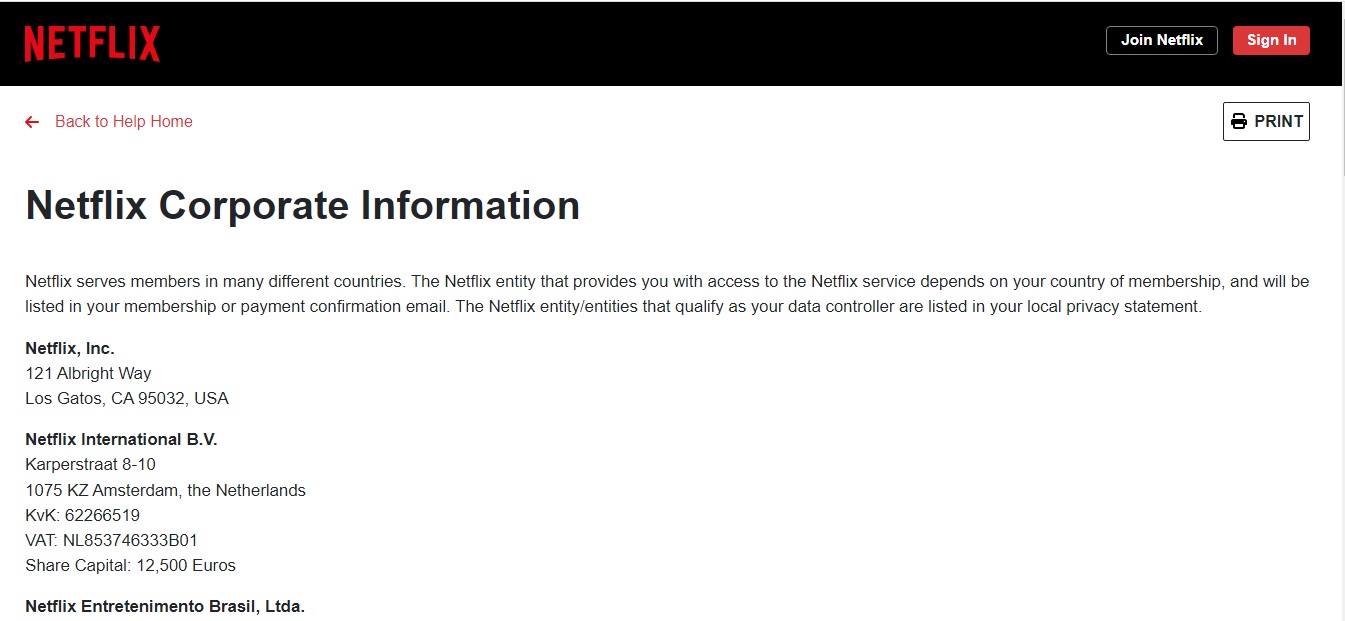 NETFLIX
Join Netflix
Sign In
Back to Help Home
PRINT
Netflix Corporate Information
Netflix serves members in many different countries. The Netflix entity that provides you with access to the Netflix service depends on your country of membership, and will be
listed in your membership or payment confirmation email. The Netflix entity/entities that qualify as your data controller are listed in your local privacy statement.
Netflix, Inc.
121 Albright Way
Los Gatos, CA 95032, USA
Netflix International B.V.
Karperstraat 8-10
1075 KZ Amsterdam, the Netherlands
KvK: 62266519
VAT: NL853746333B01
Share Capital: 12,500 Euros
Netflix Entretenimento Brasil, Ltda.